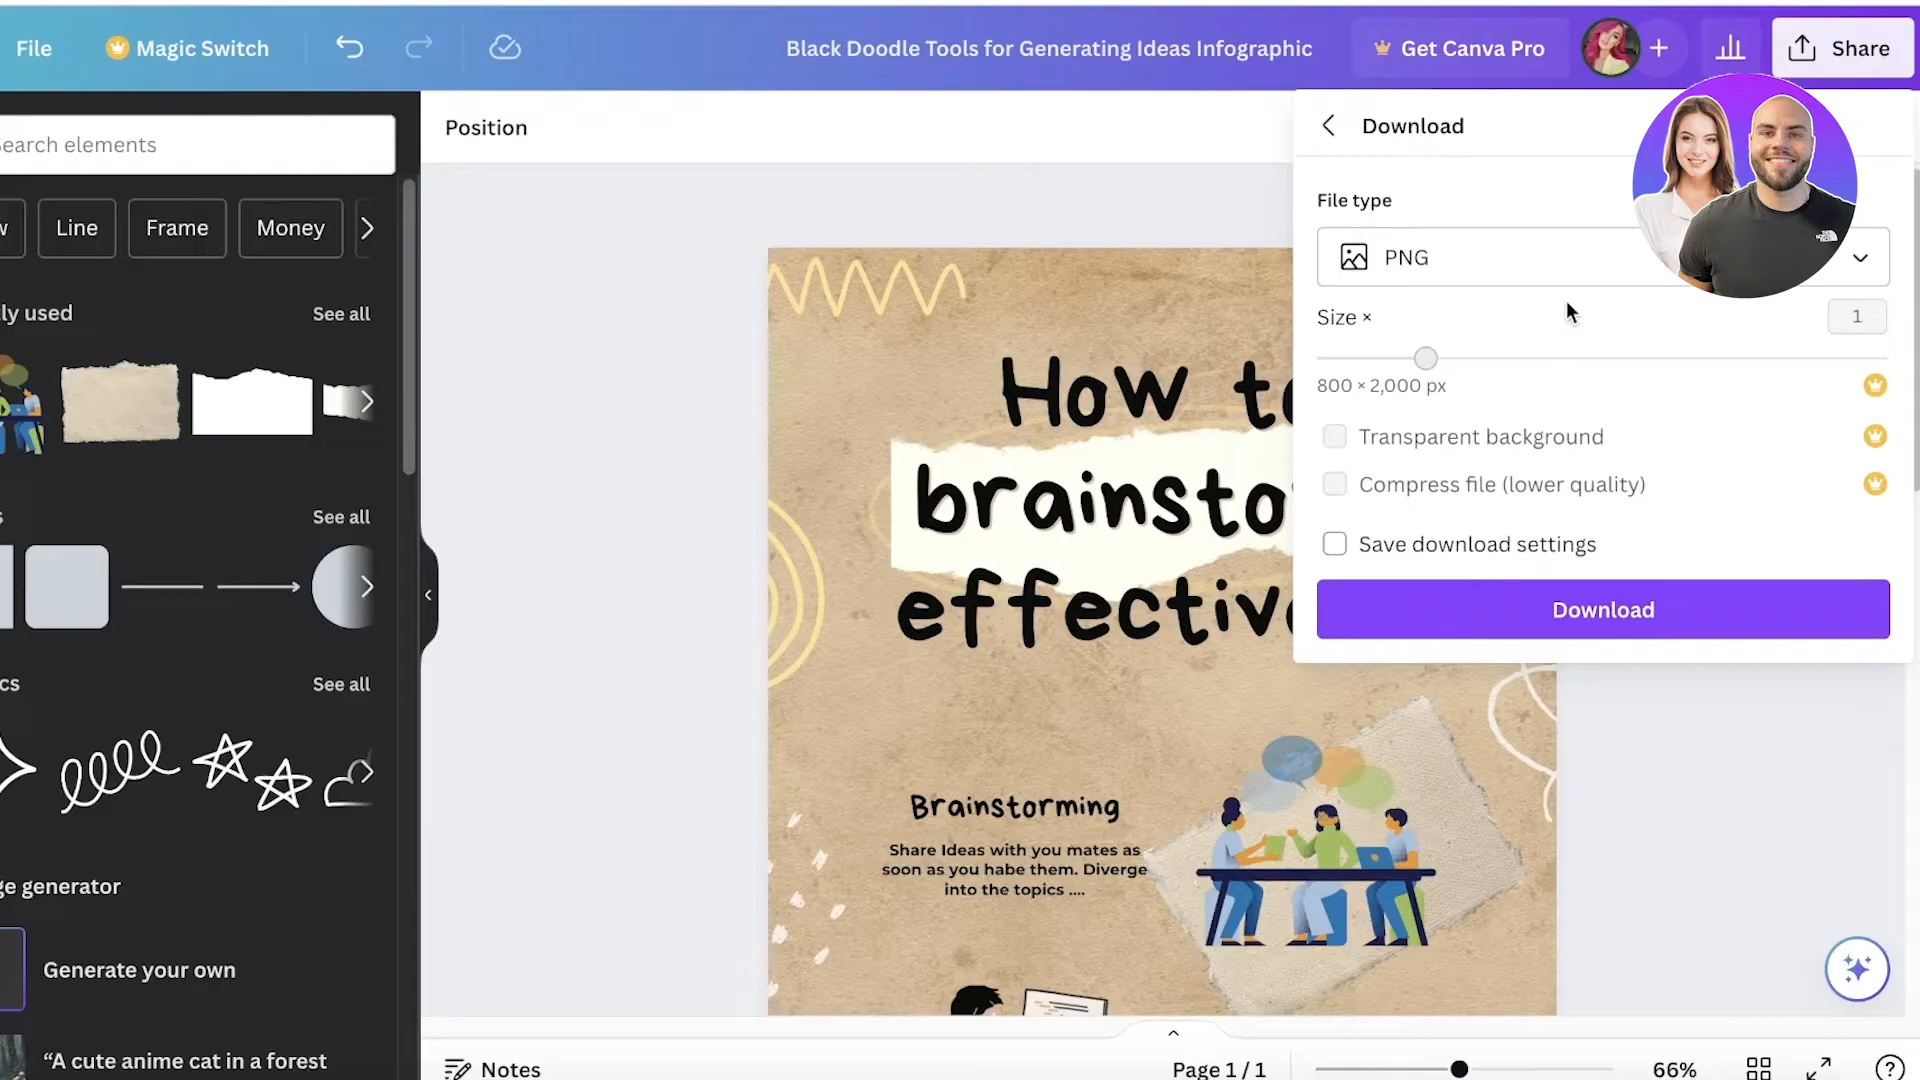 File
Magic Switch
Black Doodle Tools for Generating Ideas Infographic
Get Canva Pro
Share
Search elements
Position
Download
File type
PNG
Size ×
1
800 × 2,000 px
Transparent background
Compress file (lower quality)
Save download settings
Download
w
Line
Frame
Money
ly used
See all
s
See all
cs
See all
ge generator
Generate your own
“A cute anime cat in a forest
How to
brainsto
effectiv
Brainstorming
Share Ideas with you mates as
soon as you habe them. Diverge
into the topics ....
Notes
Page 1 / 1
66%